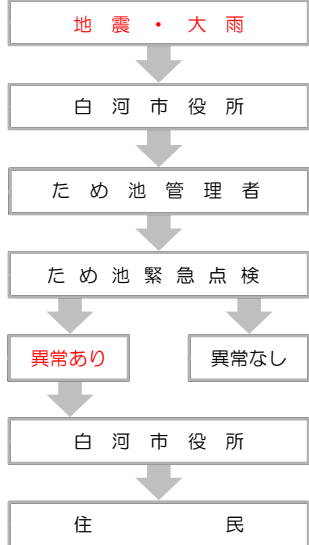 地震・大雨
白河市役所
ため池管理者
ため池緊急点検
異常あり
異常なし
白河市役所
住民